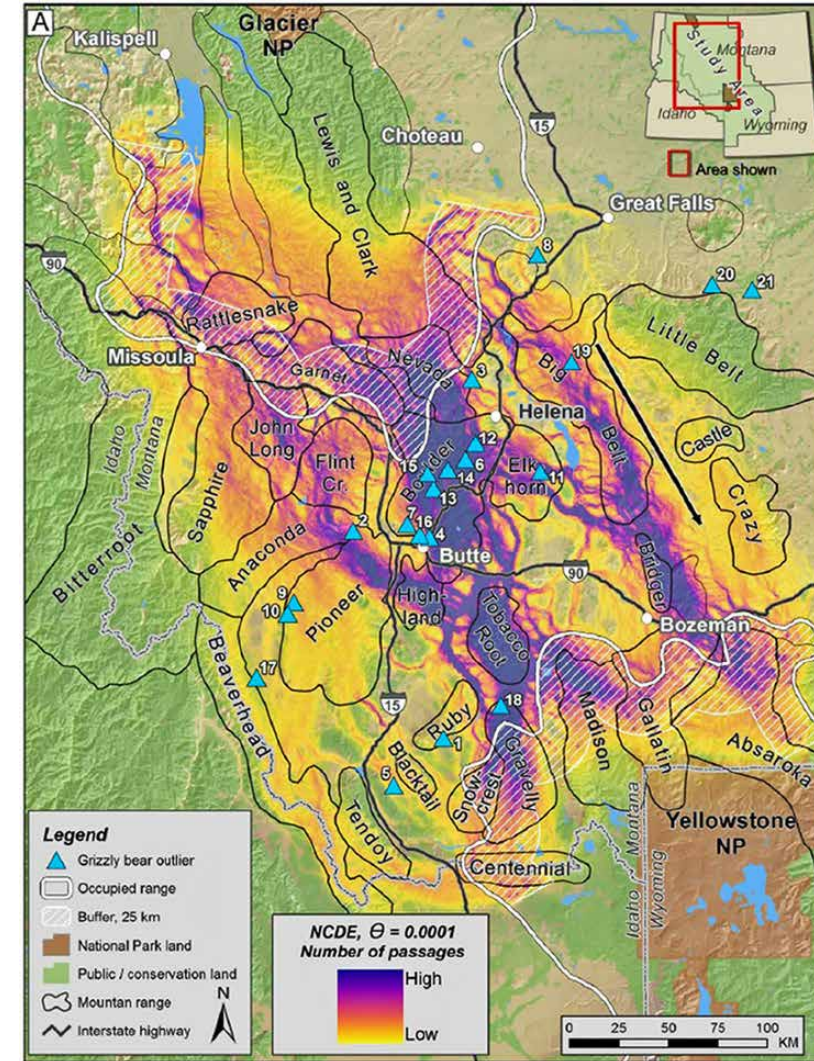 A
Kalispell
Glacier
NP
Montana
Study Area
Idaho
Wyoming
Area shown
Choteau
15
Lewis and Clark
Great Falls
8
20
21
90
Rattlesnake
Little Belt
Missoula
Nevada
Garnet
3
Big
19
Helena
Castle
Idaho
Montana
John
Long
Flint
Cr.
Boulder
12
6
15
14
13
Elk
horn
11
Belt
Crazy
Sapphire
7
16
4
2
Anaconda
Butte
Bitterroot
90
Bridger
9
10
Pioneer
High-
land
Tobacco
Root
Bozeman
Beaverhead
17
15
18
Ruby
1
Madison
Gallatin
Absaroka
Blacktail
5
Snow-
crest
Gravelly
Tendoy
Centennial
Idaho
Montana
Wyoming
Yellowstone
NP
Legend
Grizzly bear outlier
Occupied range
Buffer, 25 km
National Park land
Public / conservation land
Mountan range
Interstate highway
N
NCDE, Θ = 0.0001
Number of passages
High
Low
0 25 50 75 100
KM